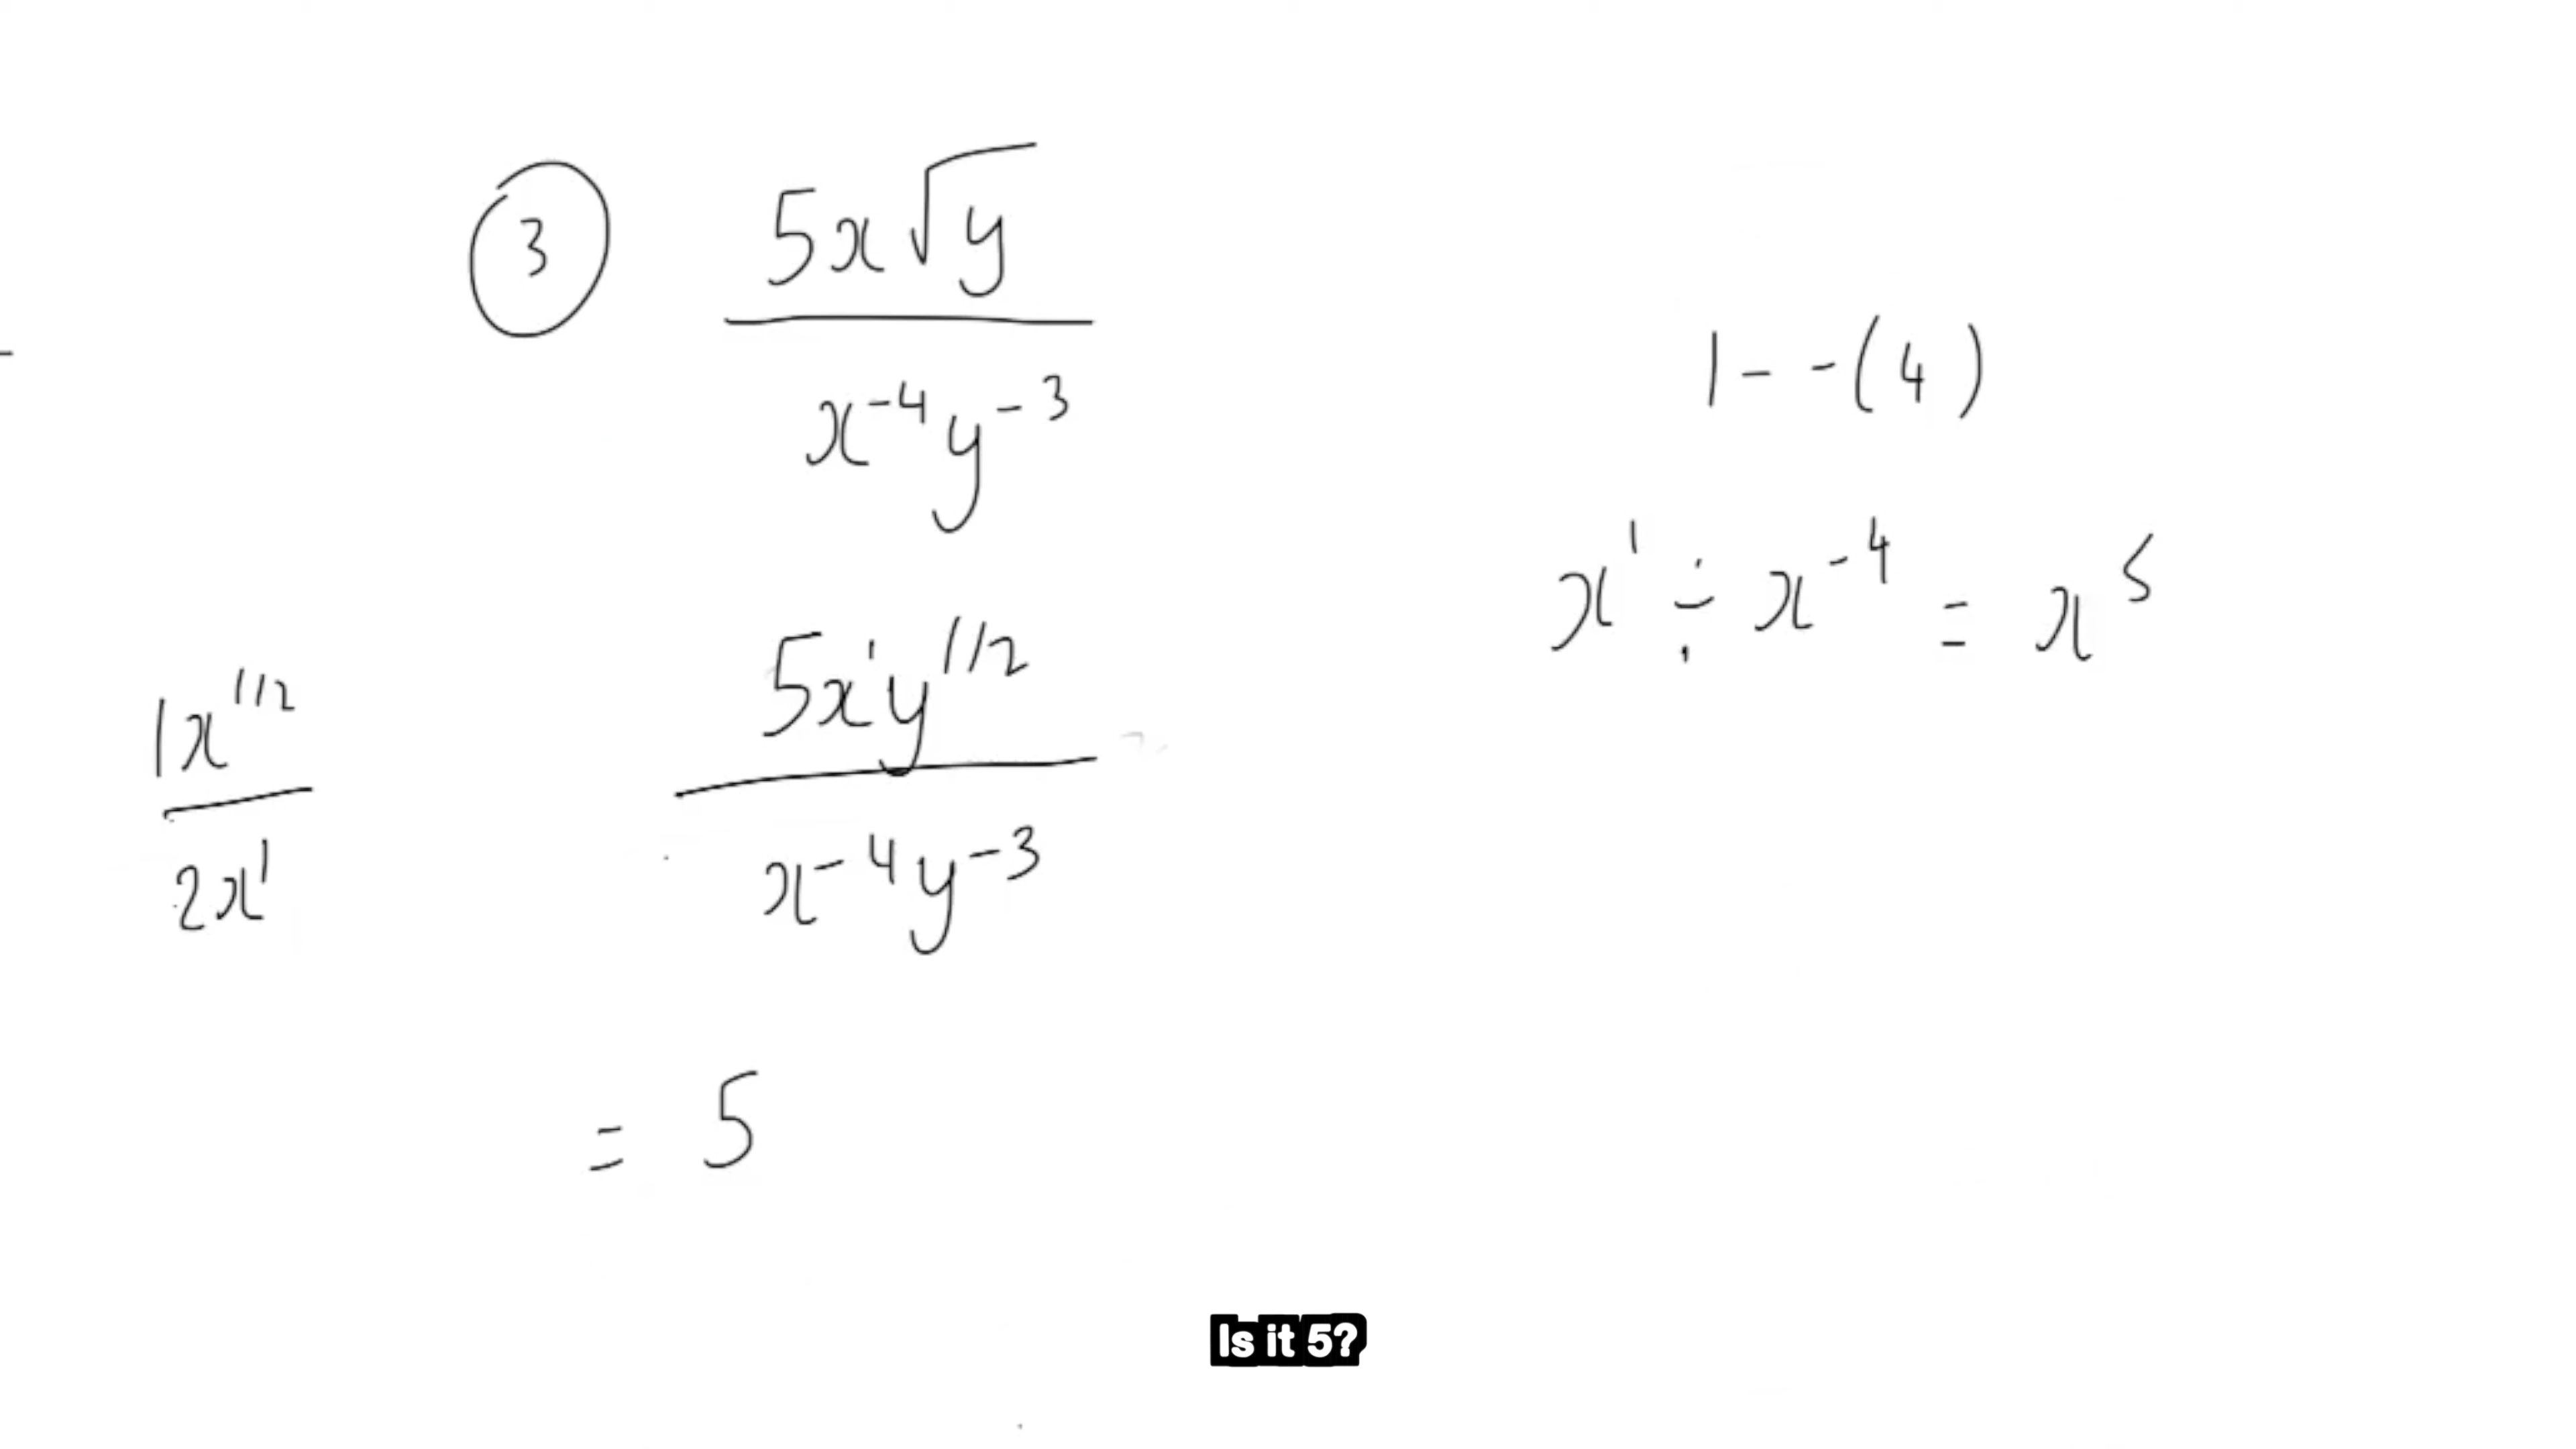 3
5x√y
x⁻⁴y⁻³
1--(4)
x¹ ÷ x⁻⁴ = x⁵
1x^1/2
2x¹
5x¹y^1/2
x⁻⁴y⁻³
= 5
Is it 5?